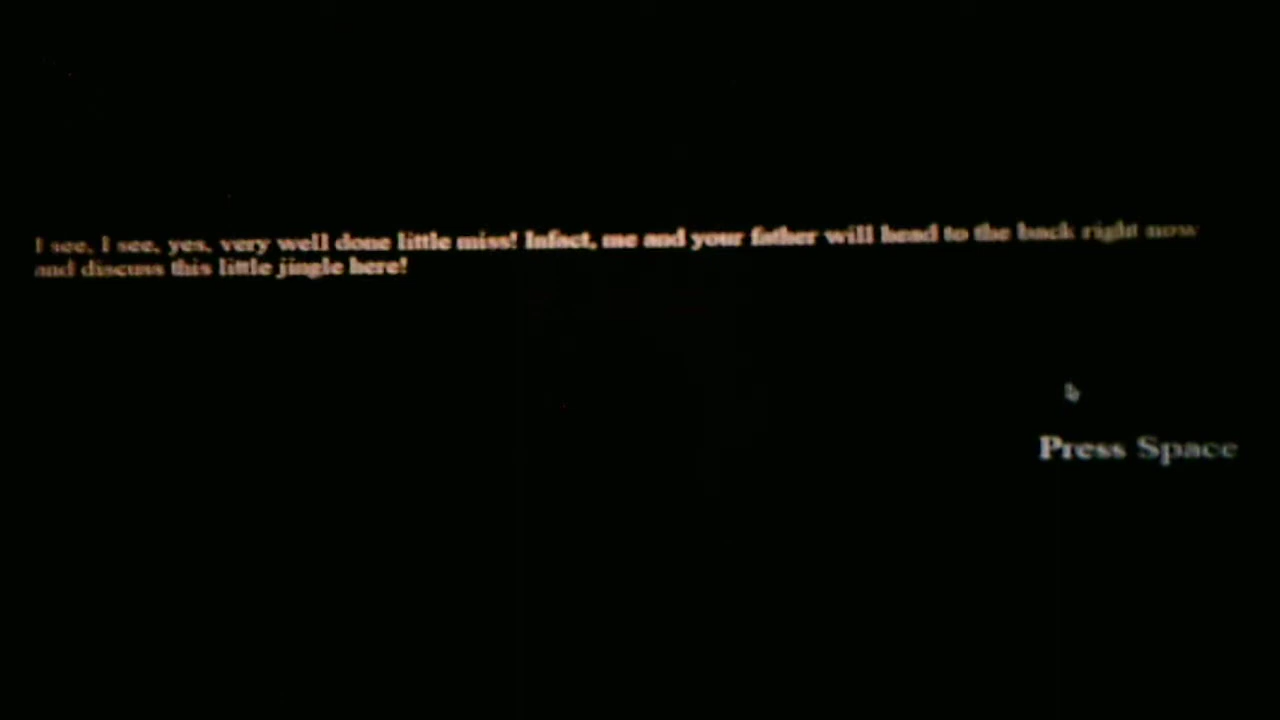 I see, I see, yes, very well done little miss! Infact, me and your father will head to the back right now
and discuss this little jingle here!
Press Space